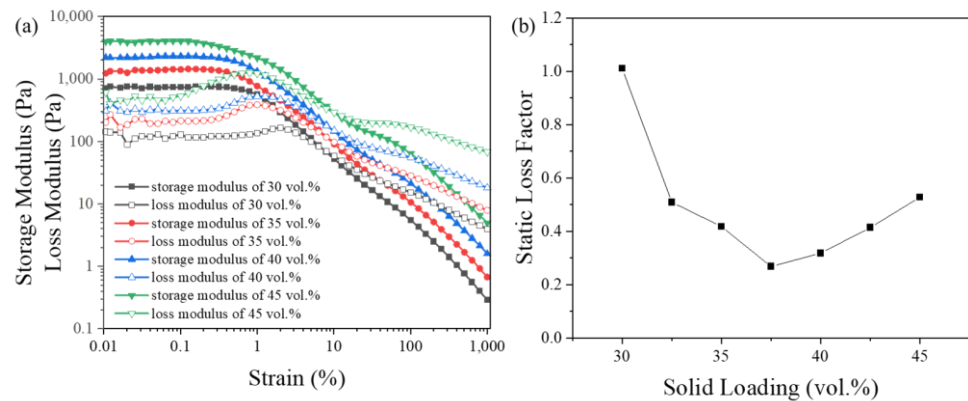 (a)
Storage Modulus (Pa)
Loss Modulus (Pa)
10,000
1,000
100
10
1
0.1
storage modulus of 30 vol.%
loss modulus of 30 vol.%
storage modulus of 35 vol.%
loss modulus of 35 vol.%
storage modulus of 40 vol.%
loss modulus of 40 vol.%
storage modulus of 45 vol.%
loss modulus of 45 vol.%
0.01 0.1 1 10 100 1,000
Strain (%)
(b)
Static Loss Factor
1.0
0.8
0.6
0.4
0.2
0.0
30 35 40 45
Solid Loading (vol.%)